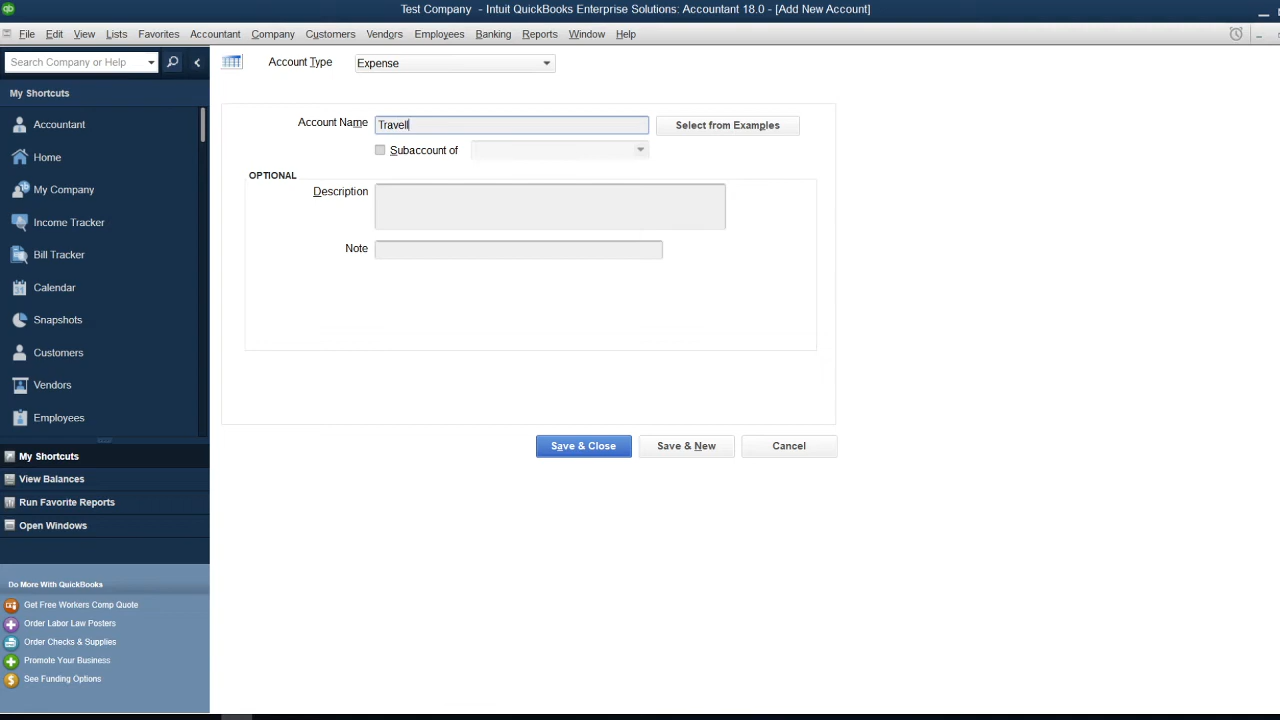 Test Company - Intuit QuickBooks Enterprise Solutions: Accountant 18.0 - [Add New Account]
File Edit View Lists Favorites Accountant Company Customers Vendors Employees Banking Reports Window Help
Search Company or Help
Account Type Expense
My Shortcuts
Accountant
Home
My Company
Income Tracker
Bill Tracker
Calendar
Snapshots
Customers
Vendors
Employees
My Shortcuts
View Balances
Run Favorite Reports
Open Windows
Do More With QuickBooks
Get Free Workers Comp Quote
Order Labor Law Posters
Order Checks & Supplies
Promote Your Business
See Funding Options
Account Name Travell Select from Examples
Subaccount of
OPTIONAL
Description
Note
Save & Close Save & New Cancel